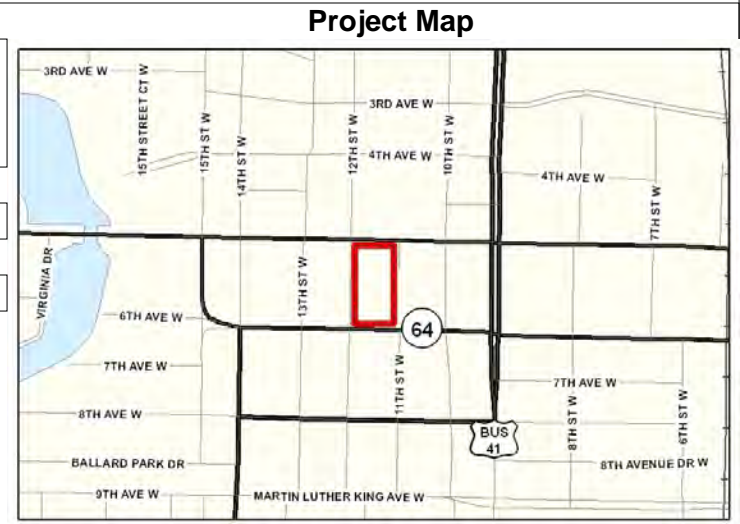 Project Map
3RD AVE W
15TH STREET CT W
15TH ST W
14TH ST W
12TH ST W
3RD AVE W
10TH ST W
4TH AVE W
4TH AVE W
7TH ST W
VIRGINIA DR
13TH ST W
6TH AVE W
64
7TH AVE W
11TH ST W
7TH AVE W
8TH ST W
6TH ST W
8TH AVE W
BUS
41
BALLARD PARK DR
8TH AVENUE DR W
9TH AVE W
MARTIN LUTHER KING AVE W